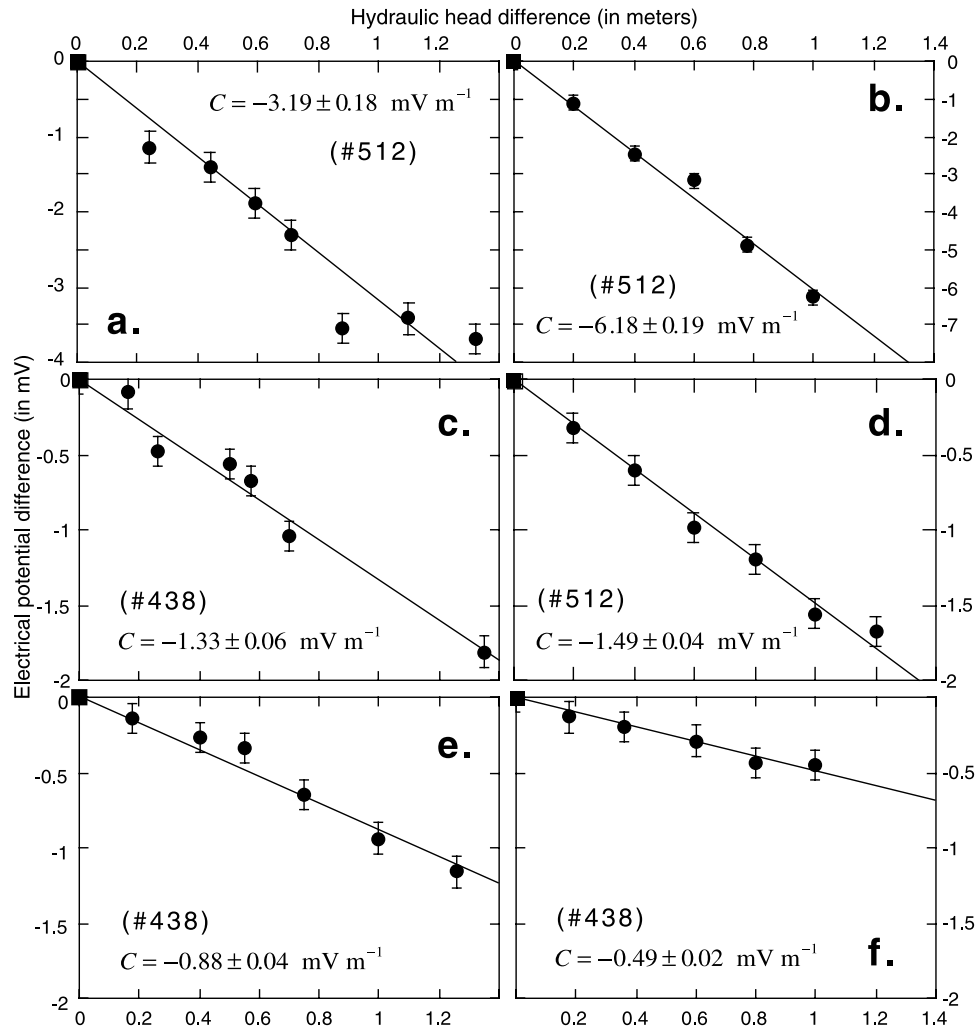 Hydraulic head difference (in meters)
0 0.2 0.4 0.6 0.8 1 1.2
0 0.2 0.4 0.6 0.8 1 1.2 1.4
Electrical potential difference (in mV)
-0
-1
-2
-3
-4
C = −3.19 ± 0.18 mV m⁻¹
(#512)
a.
0
-1
-2
-3
-4
-5
-6
-7
b.
(#512)
C = −6.18 ± 0.19 mV m⁻¹
0
-0.5
-1
-1.5
-2
c.
(#438)
C = −1.33 ± 0.06 mV m⁻¹
0
-0.5
-1
-1.5
-2
d.
(#512)
C = −1.49 ± 0.04 mV m⁻¹
0
-0.5
-1
-1.5
-2
e.
(#438)
C = −0.88 ± 0.04 mV m⁻¹
0
-0.5
-1
-1.5
-2
(#438)
C = −0.49 ± 0.02 mV m⁻¹
f.
0 0.2 0.4 0.6 0.8 1 1.2
0 0.2 0.4 0.6 0.8 1 1.2 1.4